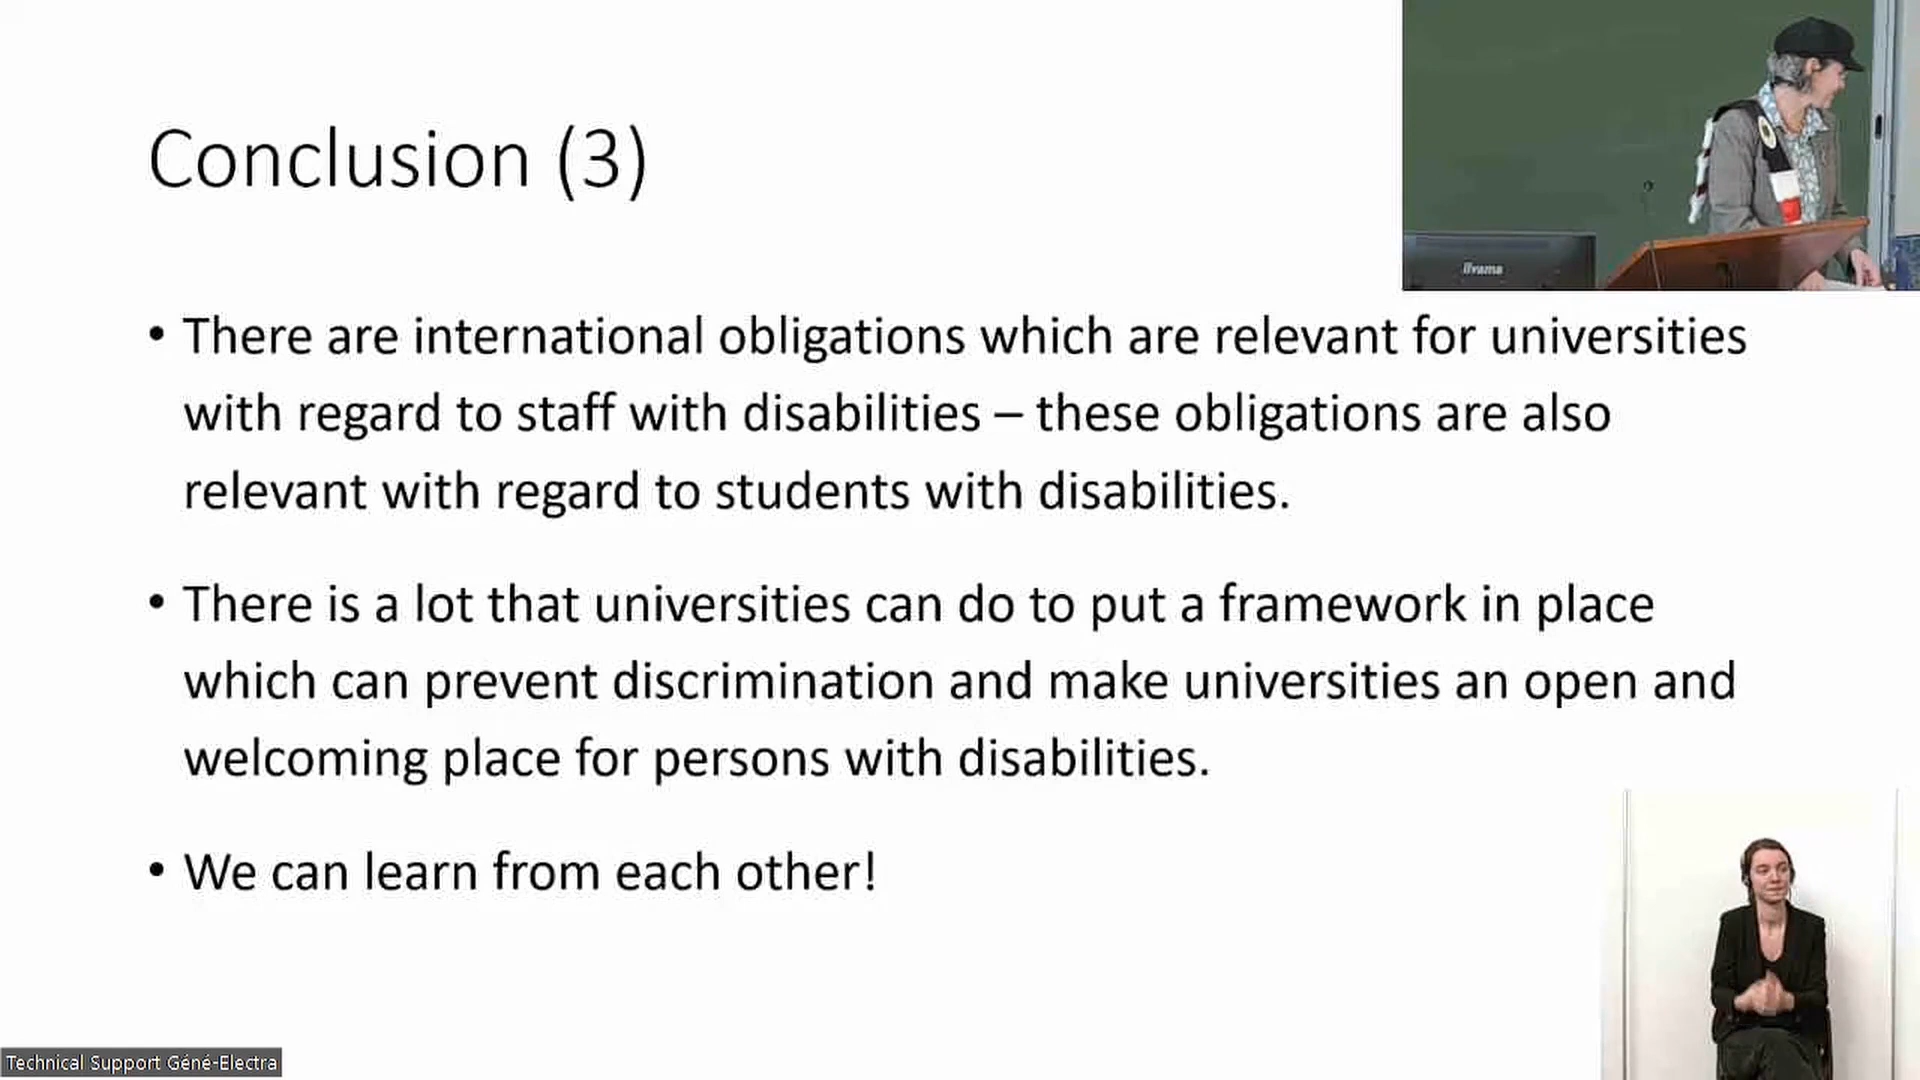 Conclusion (3)
iiyama
• There are international obligations which are relevant for universities
with regard to staff with disabilities – these obligations are also
relevant with regard to students with disabilities.
• There is a lot that universities can do to put a framework in place
which can prevent discrimination and make universities an open and
welcoming place for persons with disabilities.
• We can learn from each other!
Technical Support Géné-Electra